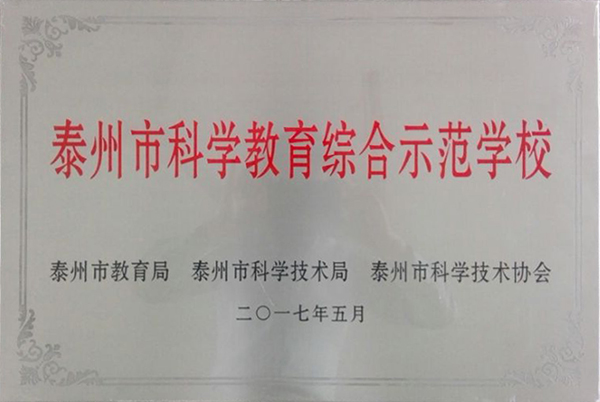 泰州市科学教育综合示范学校
泰州市教育局 泰州市科学技术局 泰州市科学技术协会
二〇一七年五月